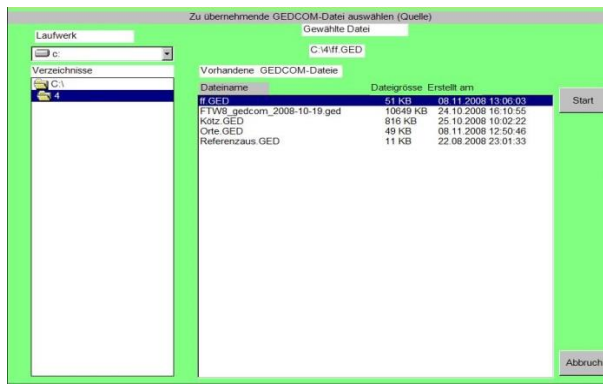 Zu übernehmende GEDCOM-Datei auswählen (Quelle)
Laufwerk
Gewählte Datei
c:
C:\4\ff.GED
Verzeichnisse
Vorhandene GEDCOM-Dateie
C:\
4
Dateiname Dateigrösse Erstellt am
ff.GED 51 KB 08.11.2008 13:06:03
FTW8_gedcom_2008-10-19.ged 10649 KB 24.10.2008 16:10:55
Kötz.GED 816 KB 25.10.2008 10:02:22
Orte.GED 49 KB 08.11.2008 12:50:46
Referenzaus.GED 11 KB 22.08.2008 23:01:33
Start
Abbruch